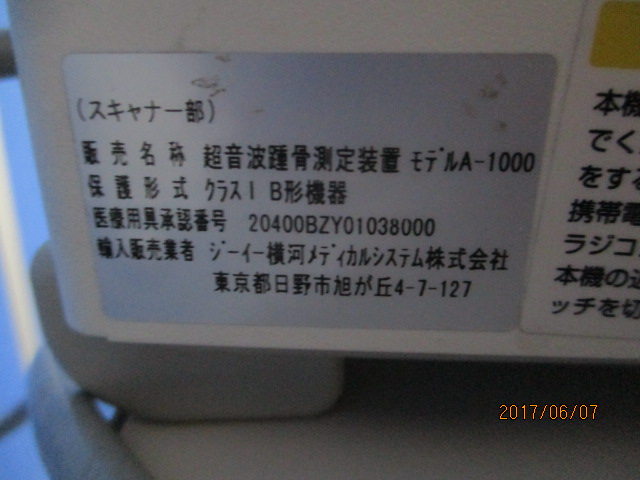 (スキャナー部)
販売名称 超音波踵骨測定装置 モデルA-1000
保護形式 クラスI B形機器
医療用具承認番号 20400BZY01038000
輸入販売業者 ジーイー横河メディカルシステム株式会社
東京都日野市旭が丘4-7-127
本機
でく
をする
携帯電
ラジコ
本機の
ッチを切
2017/06/07